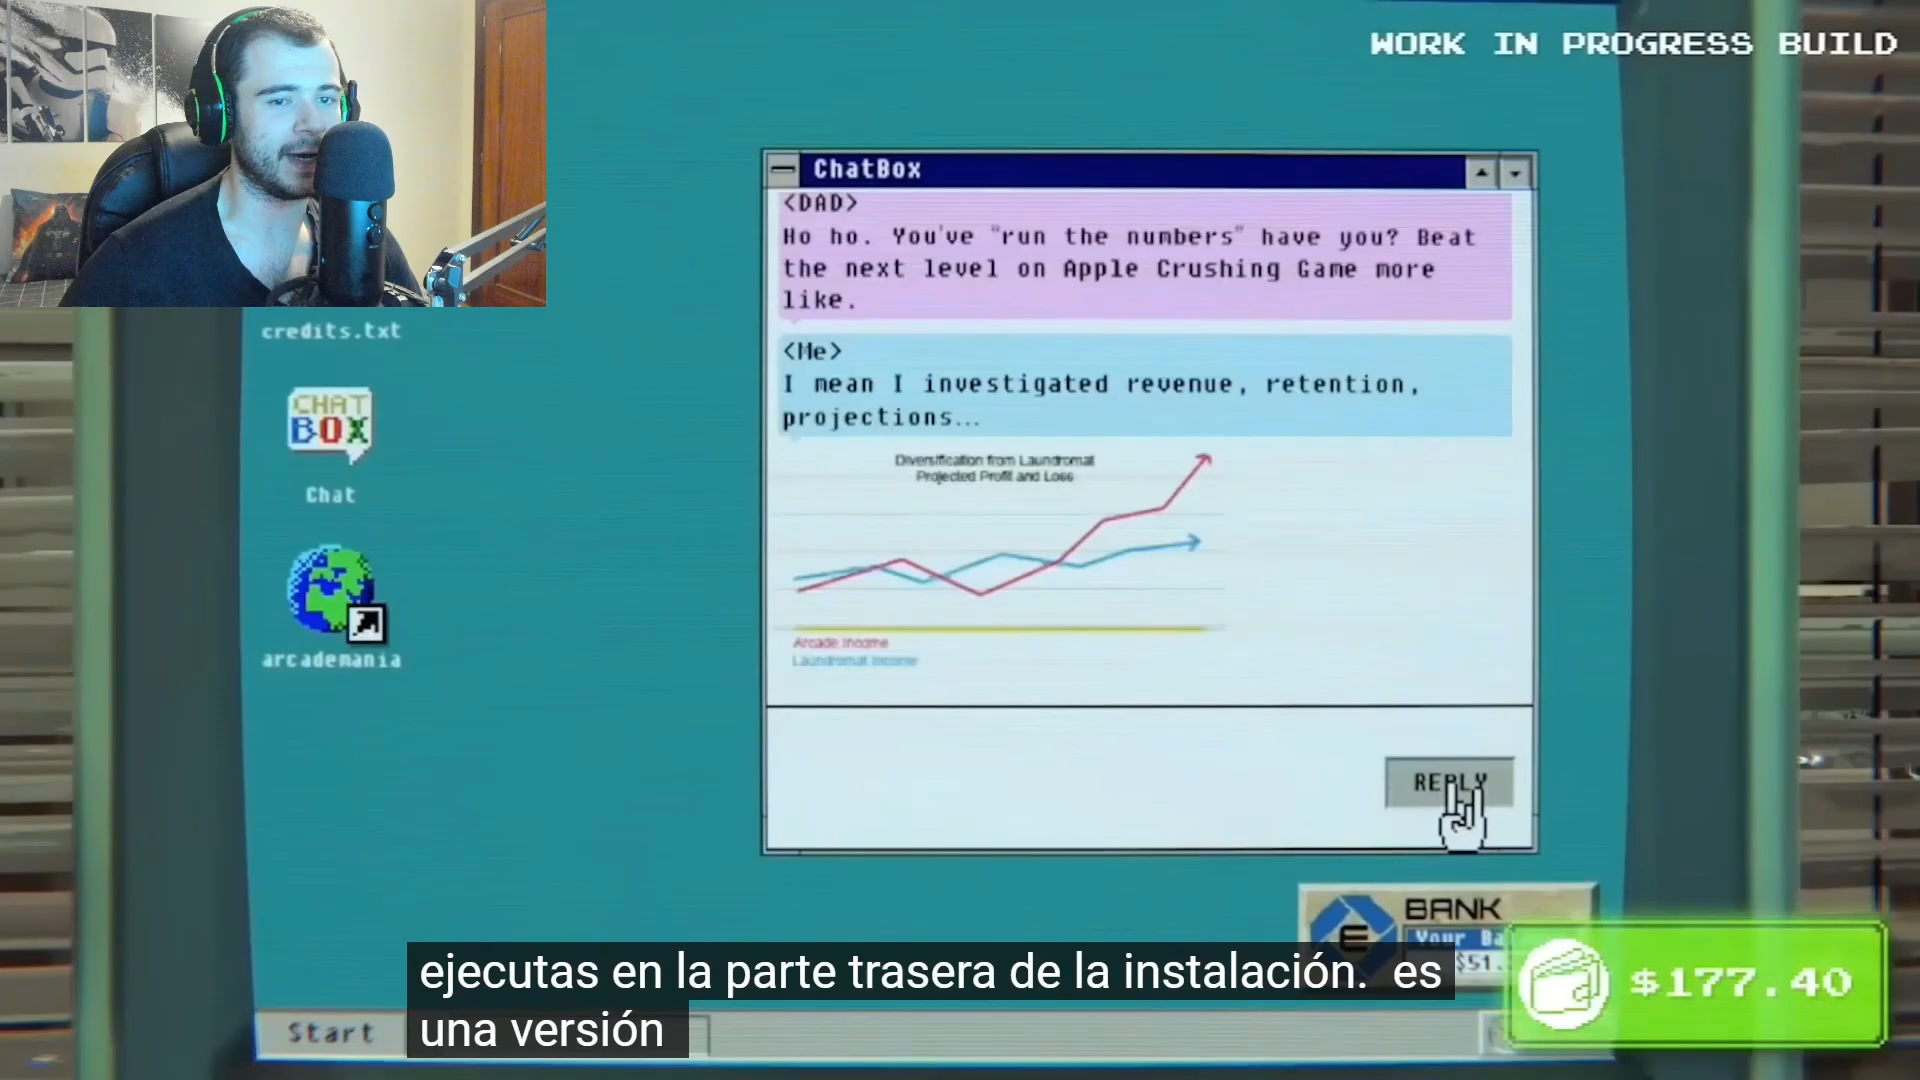 WORK IN PROGRESS BUILD
ChatBox
<DAD>
Ho ho. You've "run the numbers" have you? Beat
the next level on Apple Crushing Game more
like.
<Me>
I mean I investigated revenue, retention,
projections...
Diversification from Laundromat
Projected Profit and Loss
Arcade Income
Laundromat Income
REPLY
credits.txt
CHAT
BOX
Chat
arcademania
E
BANK
Your Ba
$51.
$177.40
ejecutas en la parte trasera de la instalación. es
una versión
Start